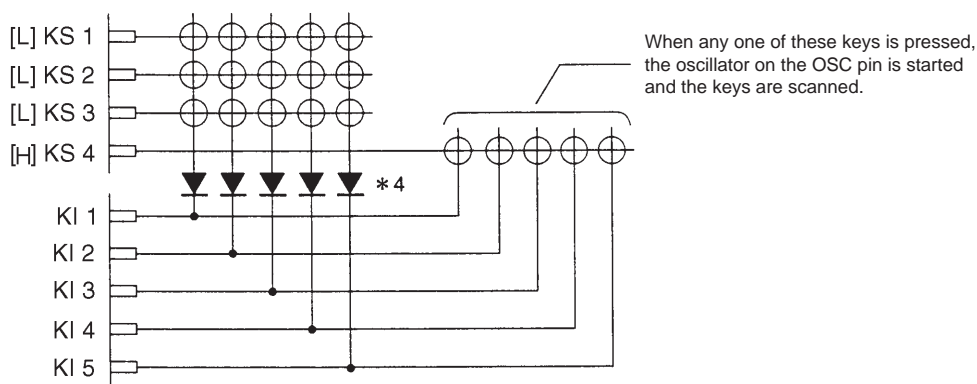 [L] KS 1
[L] KS 2
[L] KS 3
[H] KS 4
When any one of these keys is pressed,
the oscillator on the OSC pin is started
and the keys are scanned.
*4
KI 1
KI 2
KI 3
KI 4
KI 5